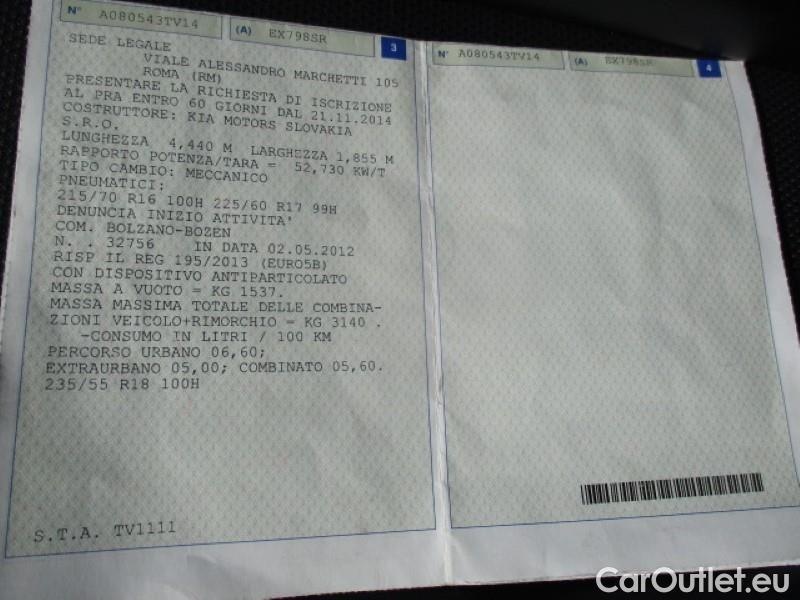 N° A080543TV14 (A) EX798SR 3
SEDE LEGALE
VIALE ALESSANDRO MARCHETTI 105
ROMA (RM)
PRESENTARE LA RICHIESTA DI ISCRIZIONE
AL PRA ENTRO 60 GIORNI DAL 21.11.2014
COSTRUTTORE: KIA MOTORS SLOVAKIA
S.R.O.
LUNGHEZZA 4,440 M LARGHEZZA 1,855 M
RAPPORTO POTENZA/TARA = 52,730 KW/T
TIPO CAMBIO: MECCANICO
PNEUMATICI:
215/70 R16 100H 225/60 R17 99H
DENUNCIA INIZIO ATTIVITA'
COM. BOLZANO-BOZEN
N. . 32756 IN DATA 02.05.2012
RISP IL REG 195/2013 (EURO5B)
CON DISPOSITIVO ANTIPARTICOLATO
MASSA A VUOTO = KG 1537.
MASSA MASSIMA TOTALE DELLE COMBINA-
ZIONI VEICOLO+RIMORCHIO = KG 3140 .
-CONSUMO IN LITRI / 100 KM
PERCORSO URBANO 06,60;
EXTRAURBANO 05,00; COMBINATO 05,60.
235/55 R18 100H
S.T.A. TV1111
N° A080543TV14 (A) EX798SR 4
CarOutlet.eu